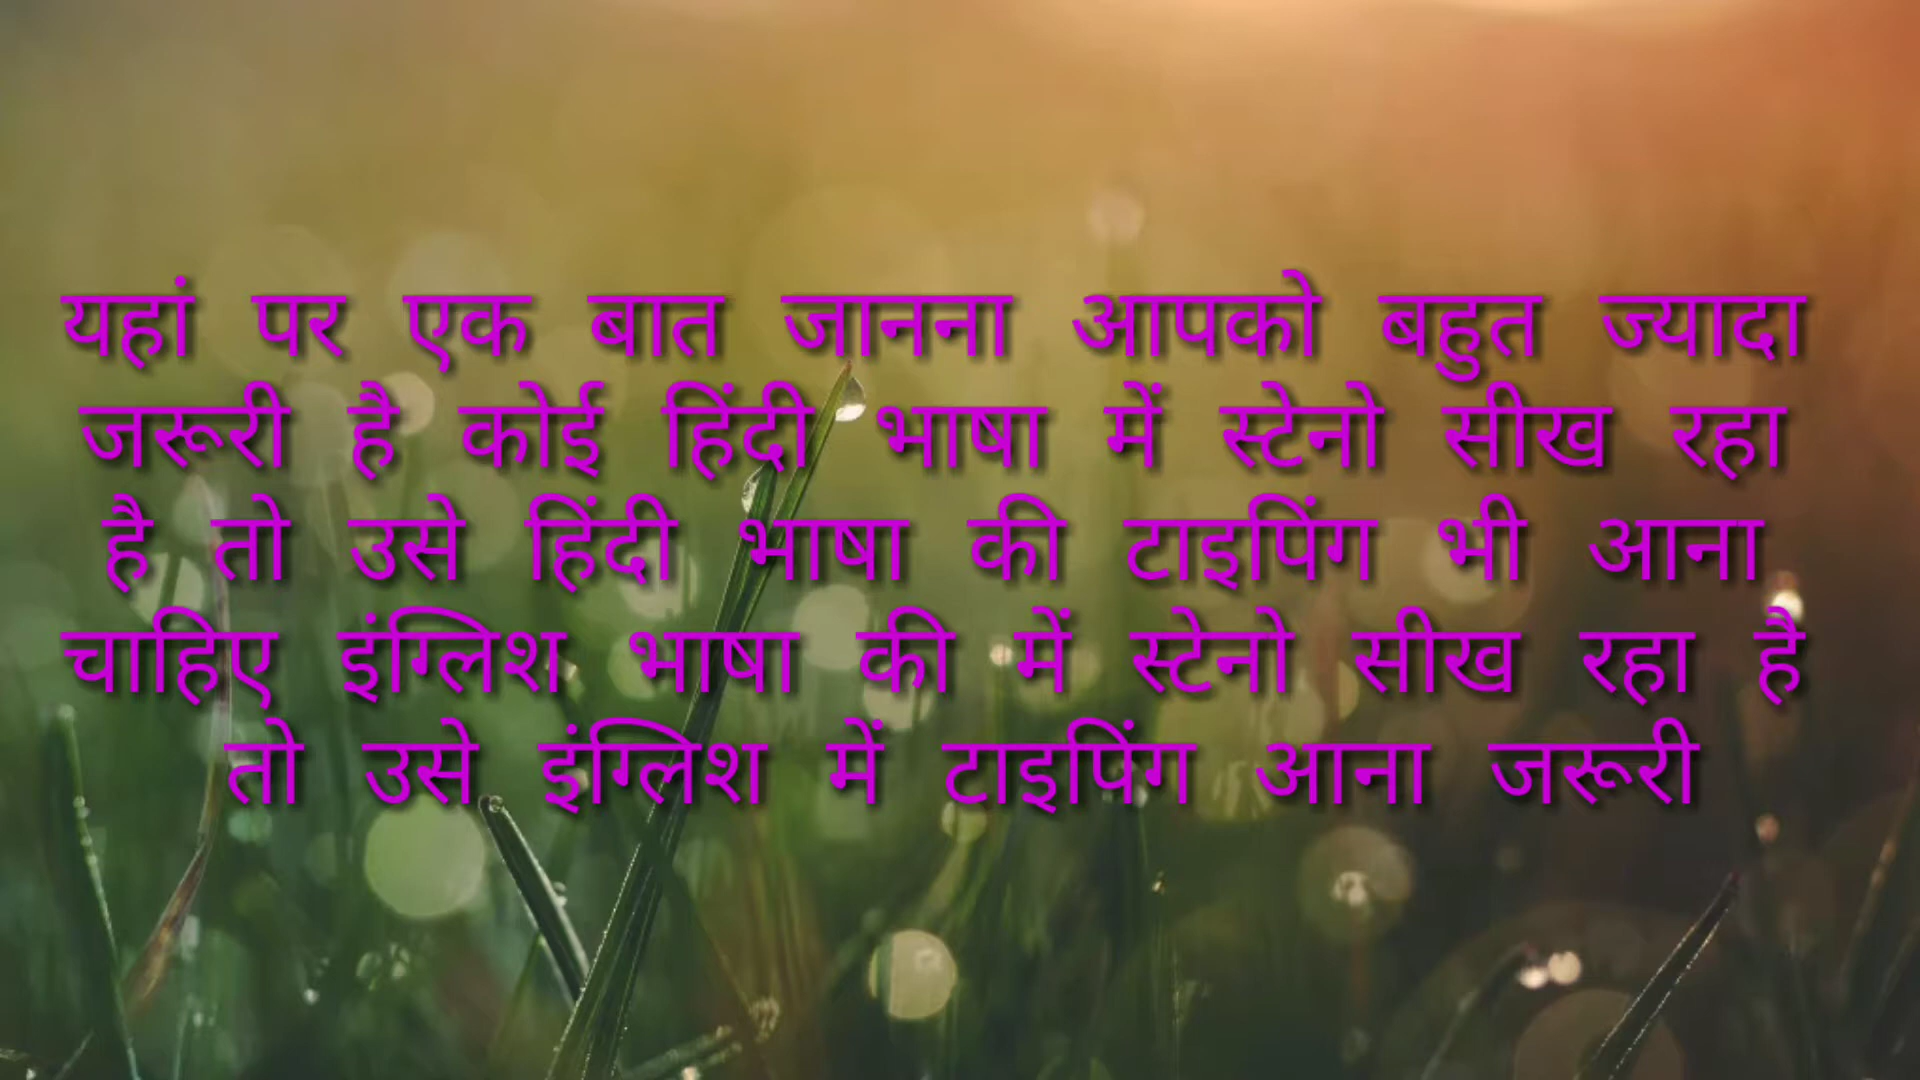 यहां पर एक बात जानना आपको बहुत ज्यादा
जरूरी है कोई हिंदी भाषा में स्टेनो सीख रहा
है तो उसे हिंदी भाषा की टाइपिंग भी आना
चाहिए इंग्लिश भाषा की में स्टेनो सीख रहा है
तो उसे इंग्लिश में टाइपिंग आना जरूरी